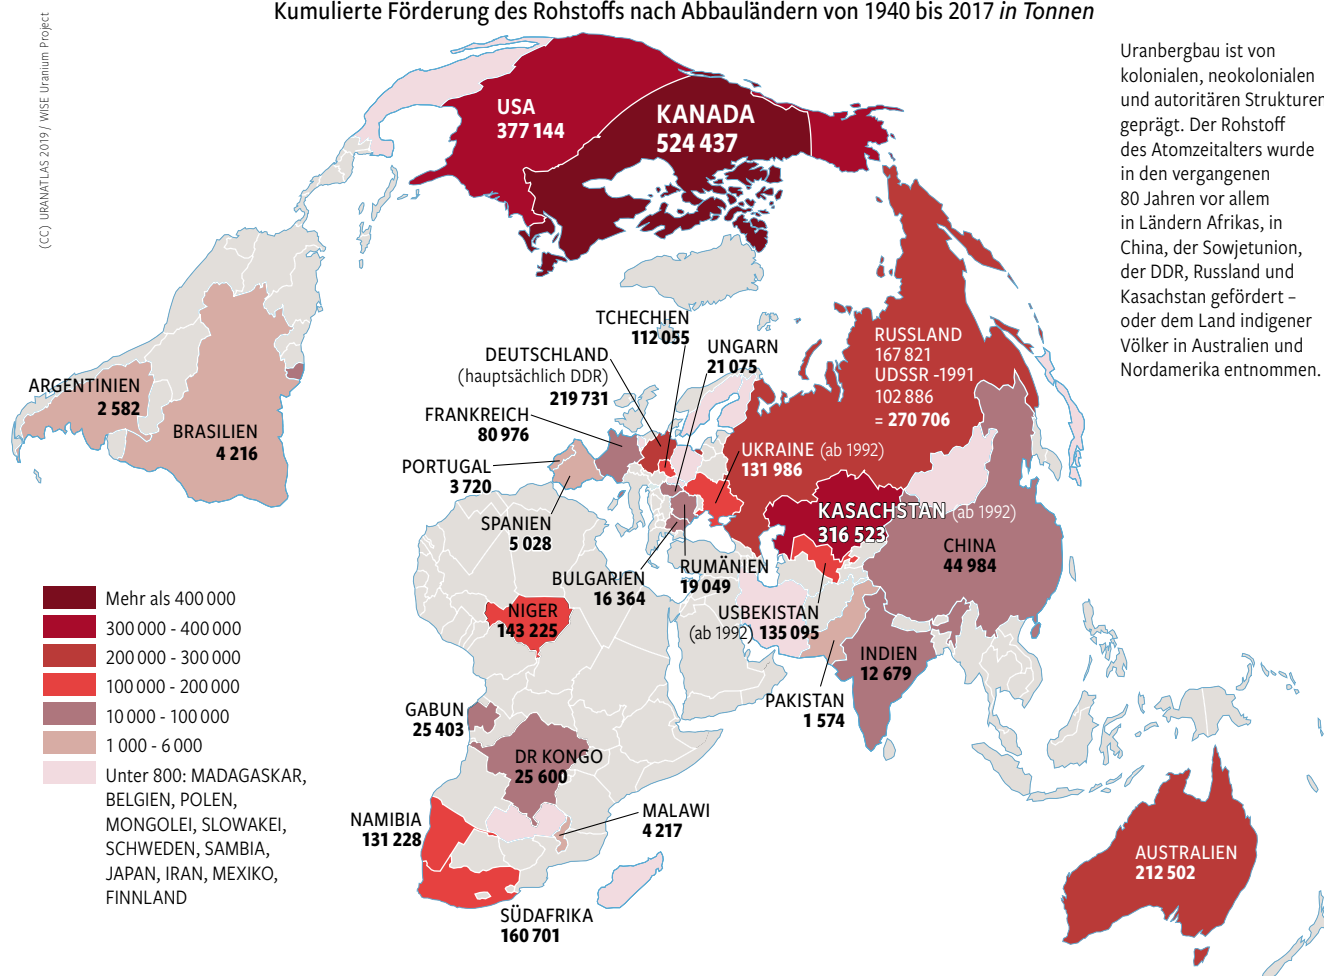 Kumulierte Förderung des Rohstoffs nach Abbauländern von 1940 bis 2017 in Tonnen
(CC) URANATLAS 2019 / WISE Uranium Project
Uranbergbau ist von
kolonialen, neokolonialen
und autoritären Strukturen
geprägt. Der Rohstoff
des Atomzeitalters wurde
in den vergangenen
80 Jahren vor allem
in Ländern Afrikas, in
China, der Sowjetunion,
der DDR, Russland und
Kasachstan gefördert –
oder dem Land indigener
Völker in Australien und
Nordamerika entnommen.
USA
377 144
KANADA
524 437
TCHECHIEN
112 055
UNGARN
21 075
DEUTSCHLAND
(hauptsächlich DDR)
219 731
RUSSLAND
167 821
UDSSR -1991
102 886
= 270 706
ARGENTINIEN
2 582
BRASILIEN
4 216
FRANKREICH
80 976
PORTUGAL
3 720
SPANIEN
5 028
UKRAINE (ab 1992)
131 986
KASACHSTAN (ab 1992)
316 523
CHINA
44 984
BULGARIEN
16 364
RUMÄNIEN
19 049
USBEKISTAN
(ab 1992) 135 095
NIGER
143 225
INDIEN
12 679
PAKISTAN
1 574
GABUN
25 403
DR KONGO
25 600
MALAWI
4 217
NAMIBIA
131 228
SÜDAFRIKA
160 701
AUSTRALIEN
212 502
Mehr als 400 000
300 000 - 400 000
200 000 - 300 000
100 000 - 200 000
10 000 - 100 000
1 000 - 6 000
Unter 800: MADAGASKAR,
BELGIEN, POLEN,
MONGOLEI, SLOWAKEI,
SCHWEDEN, SAMBIA,
JAPAN, IRAN, MEXIKO,
FINNLAND